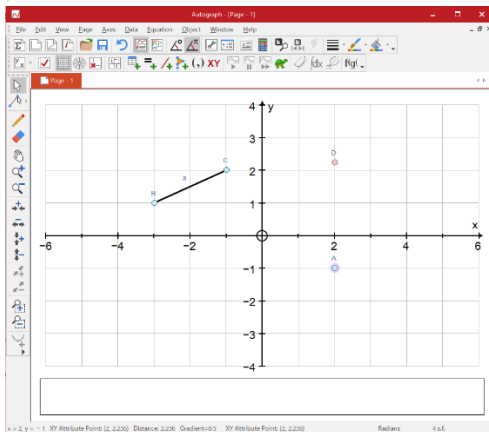 Autograph - [Page - 1]
File Edit View Page Axes Data Equation Object Window Help
XY
Page - 1
4 y
3
D
C
2
a
B
1
x
-6 -4 -2 2 4 6
A
-1
-2
-3
-4
x = 2, y = -1 XY Attribute Point: (2, 2.236) Distance: 2.236 Gradient=0.5 XY Attribute Point: (2, 2.236) Radians 4 s.f.